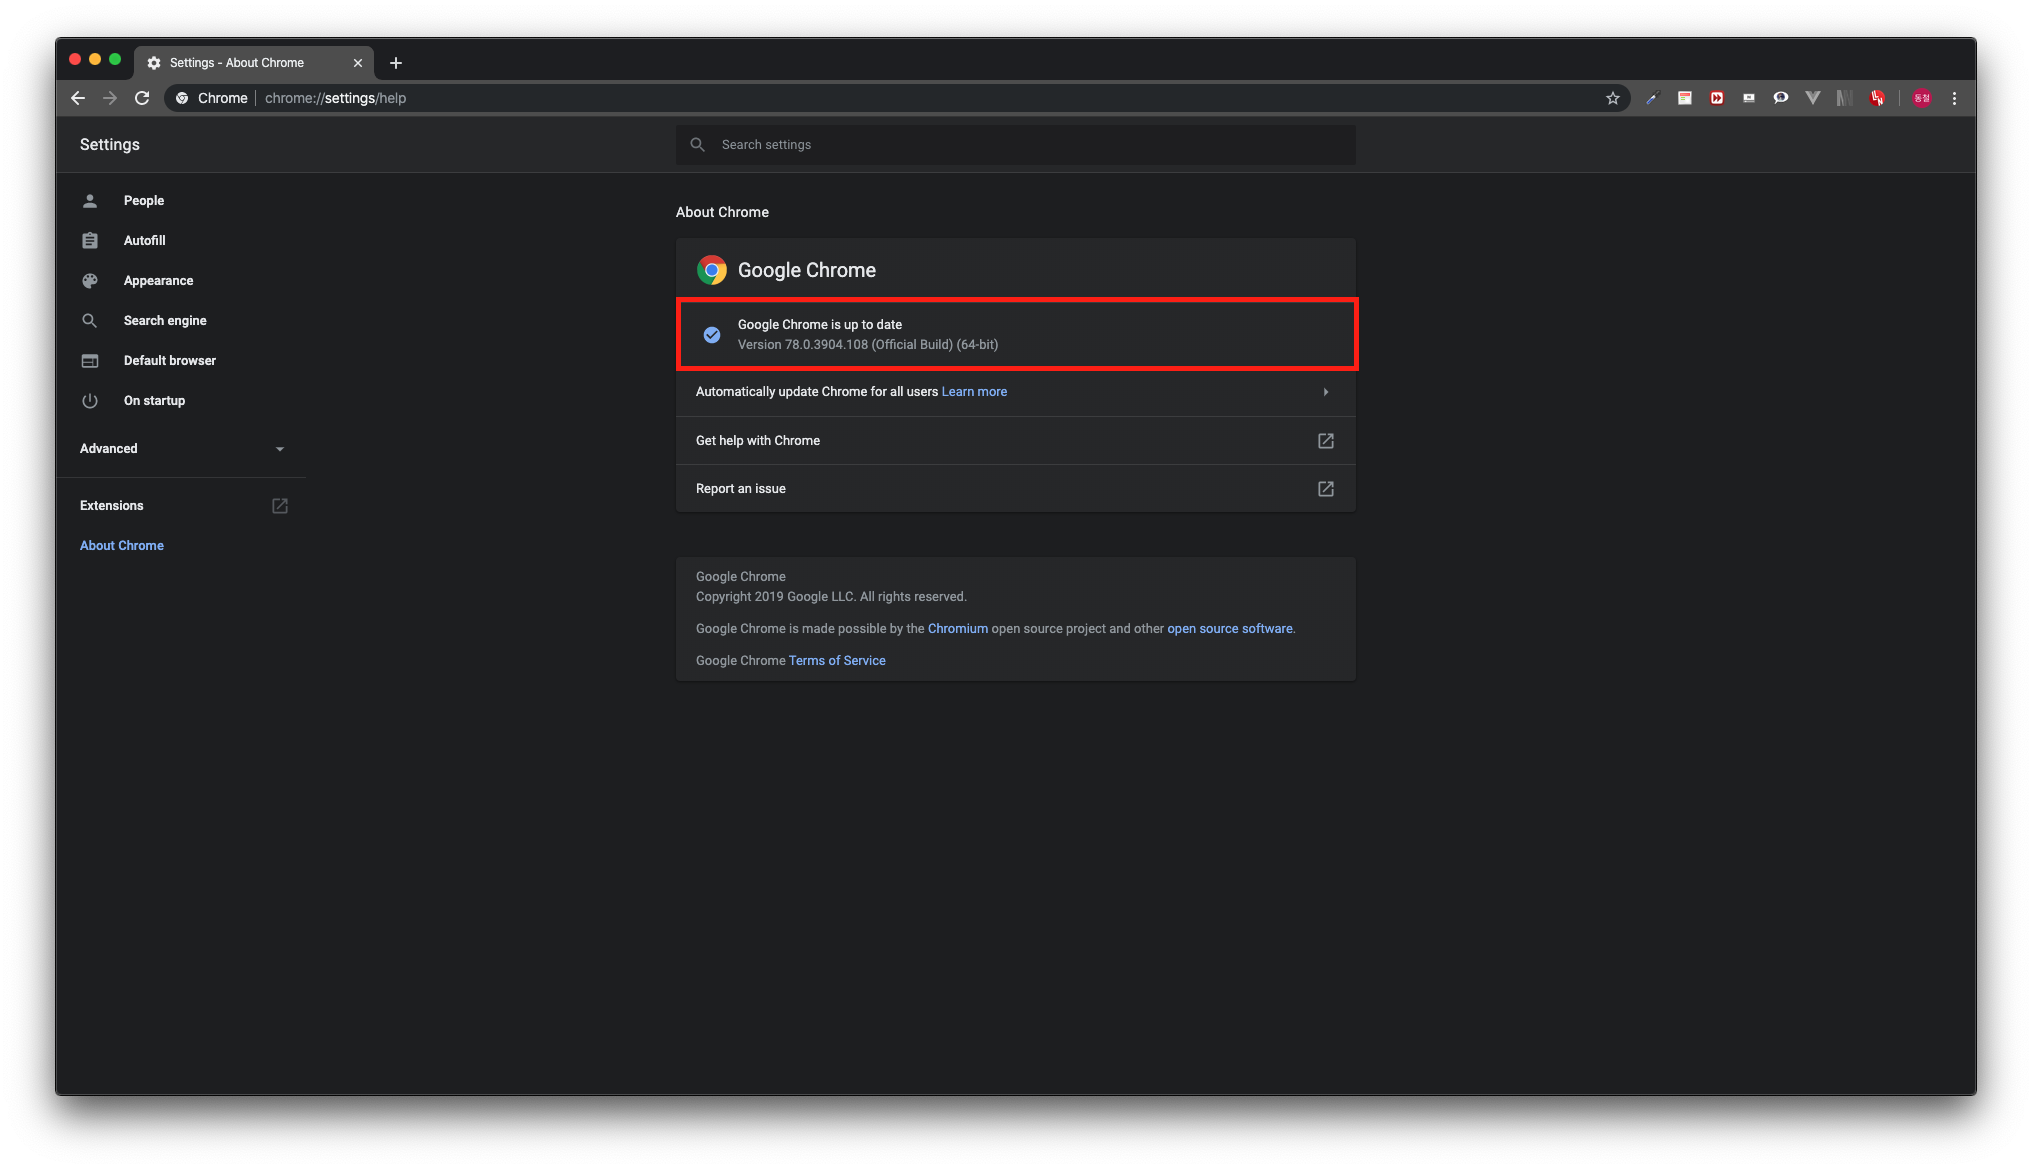 Settings - About Chrome
Chrome | chrome://settings/help
동철
Settings
Search settings
People
Autofill
Appearance
Search engine
Default browser
On startup
Advanced
Extensions
About Chrome
About Chrome
Google Chrome
Google Chrome is up to date
Version 78.0.3904.108 (Official Build) (64-bit)
Automatically update Chrome for all users Learn more
Get help with Chrome
Report an issue
Google Chrome
Copyright 2019 Google LLC. All rights reserved.
Google Chrome is made possible by the Chromium open source project and other open source software.
Google Chrome Terms of Service